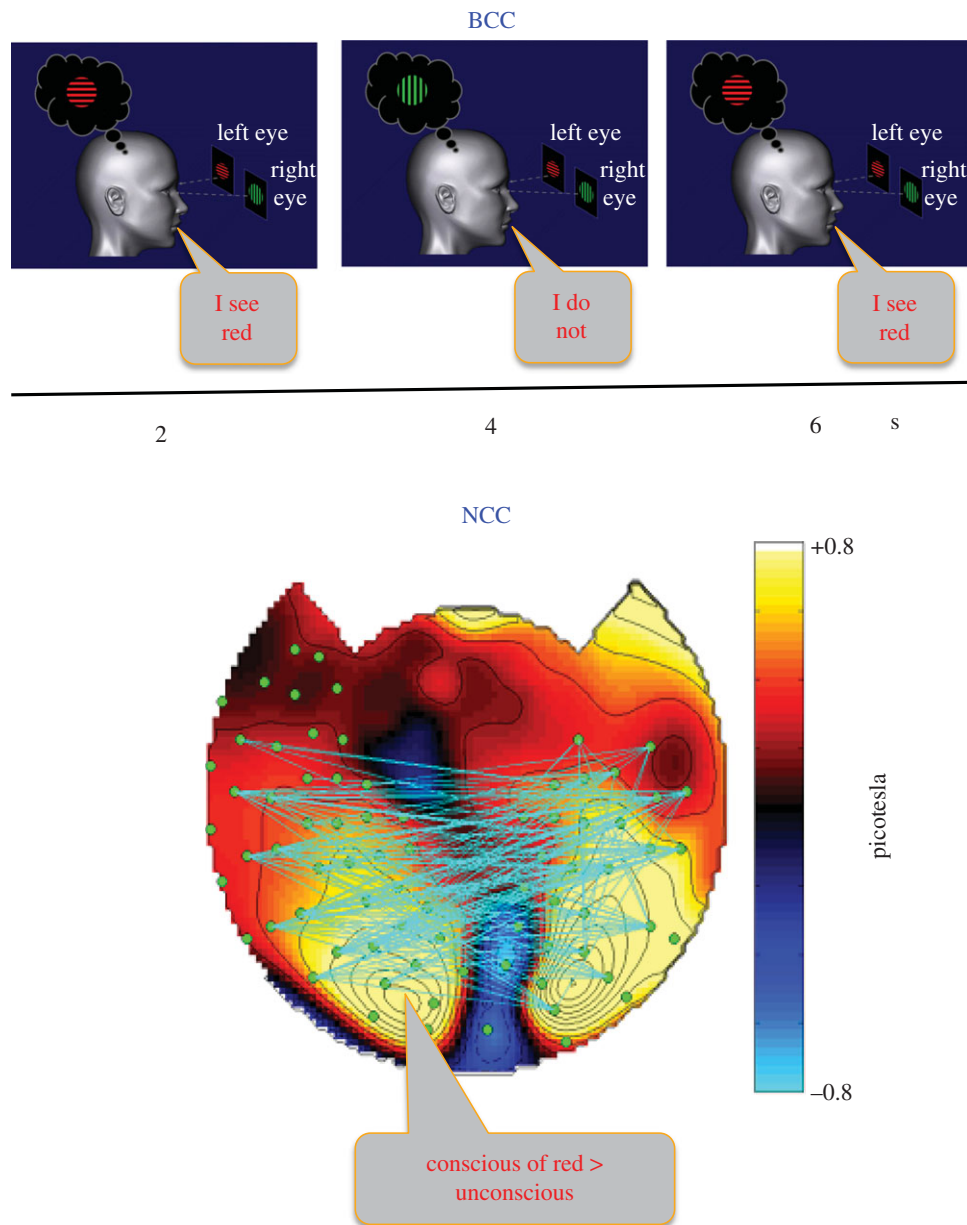 BCC
left eye
right
eye
I see
red
left eye
right
eye
I do
not
left eye
right
eye
I see
red
2 4 6 s
NCC
+0.8
picotesla
–0.8
conscious of red >
unconscious